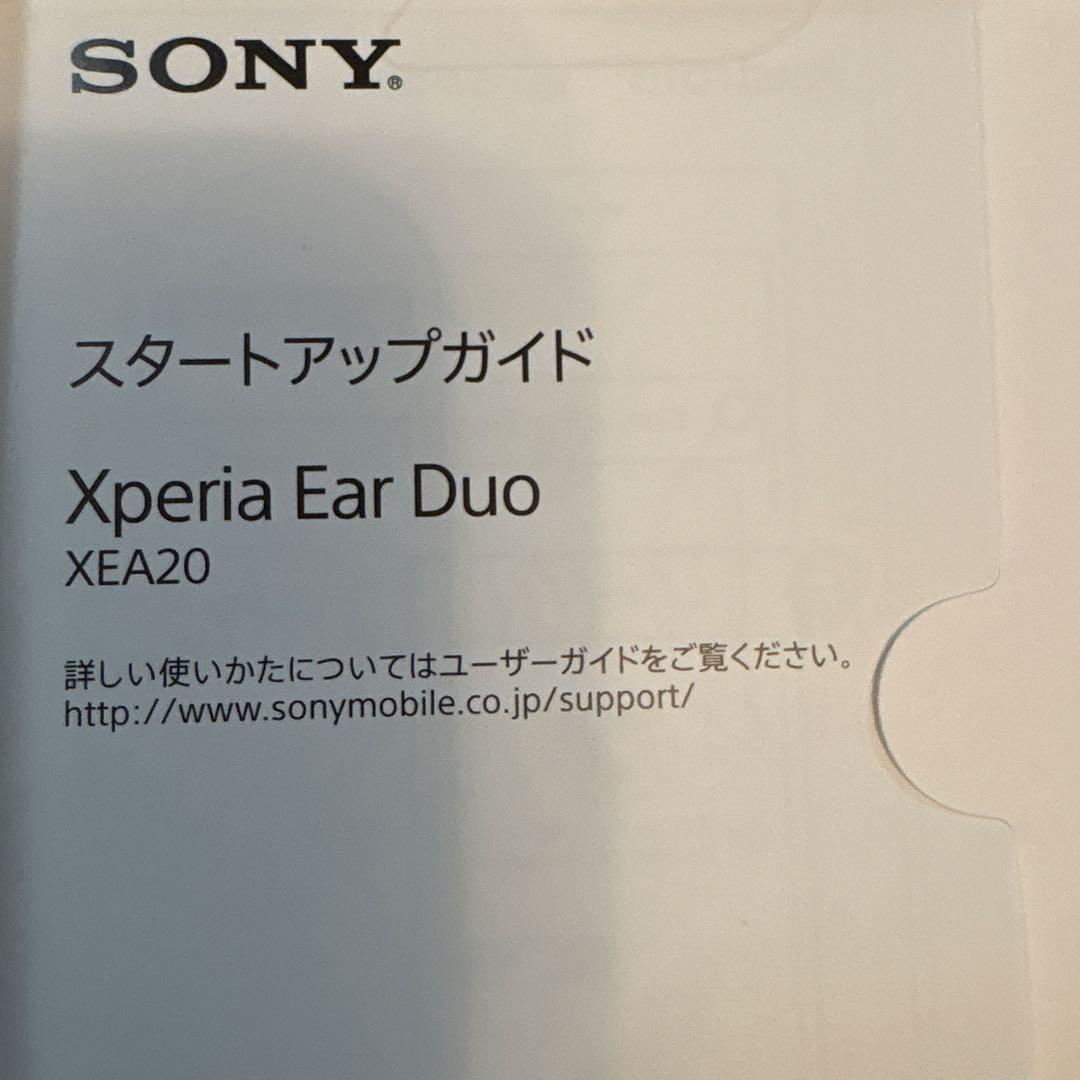 SONY®
スタートアップガイド
Xperia Ear Duo
XEA20
詳しい使いかたについてはユーザーガイドをご覧ください。
http://www.sonymobile.co.jp/support/